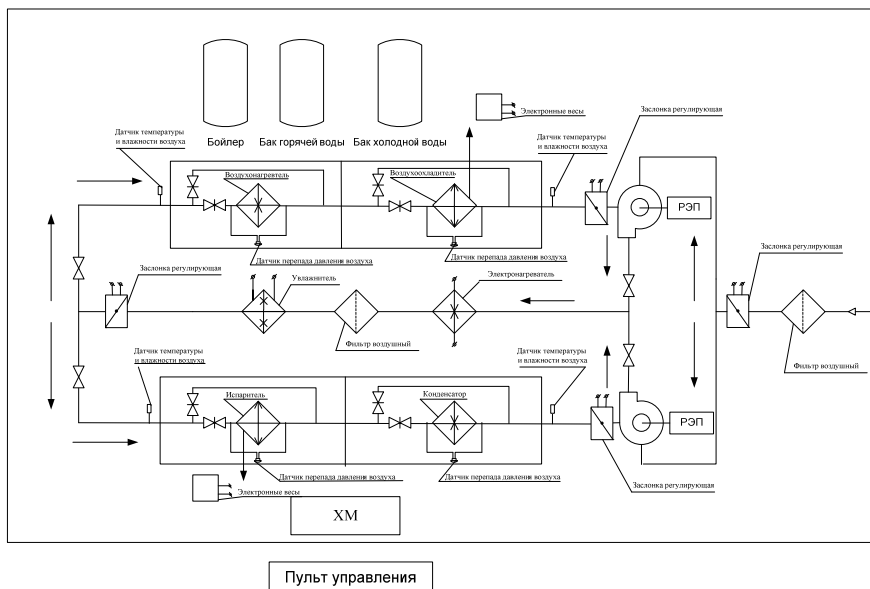 Электронные весы
Заслонка регулирующая
Датчик температуры
и влажности воздуха
Датчик температуры
и влажности воздуха
Бойлер
Бак горячей воды
Бак холодной воды
Воздухонагревтель
Воздухоохладитель
РЭП
Датчик перепада давления воздуха
Датчик перепада давления воздуха
Заслонка регулирующая
Заслонка регулирующая
Увлажнитель
Электронагреватель
Фильтр воздушный
Фильтр воздушный
Датчик температуры
и влажности воздуха
Датчик температуры
и влажности воздуха
Испаритель
Конденсатор
РЭП
Датчик перепада давления воздуха
Датчик перепада давления воздуха
Заслонка регулирующая
Электронные весы
ХМ
Пульт управления